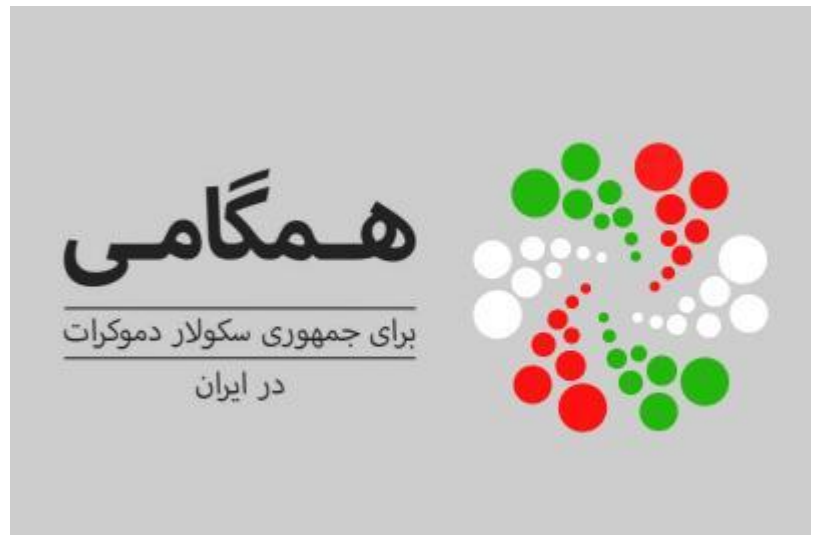 همگامی
برای جمهوری سکولار دموکرات
در ایران